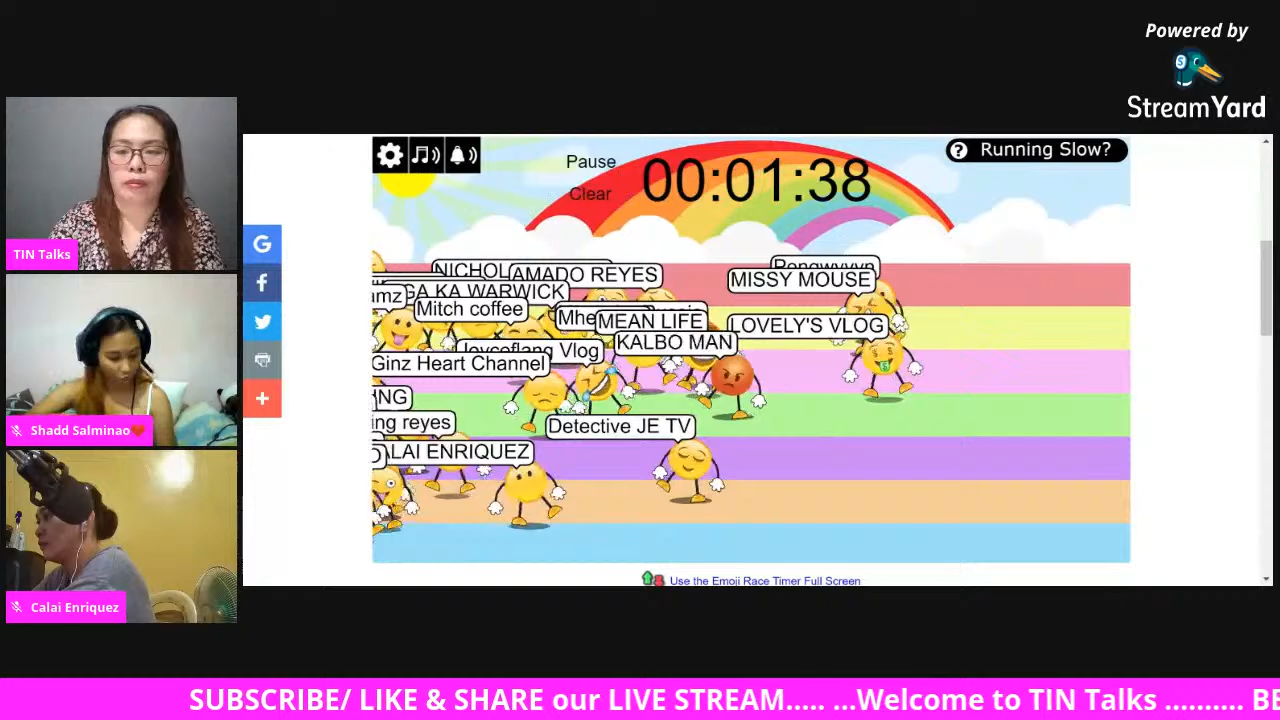 Powered by
StreamYard
Pause
00:01:38
Clear
Running Slow?
NICHOL
AMADO REYES
MISSY MOUSE
GA KA WARWICK
amz
Mitch coffee
Mhe
MEAN LIFE
LOVELY'S VLOG
KALBO MAN
Vlog
Ginz Heart Channel
HNG
ing reyes
Detective JE TV
LAI ENRIQUEZ
Use the Emoji Race Timer Full Screen
TIN Talks
Shadd Salminao
Calai Enriquez
SUBSCRIBE/ LIKE & SHARE our LIVE STREAM..... ...Welcome to TIN Talks .......... BE